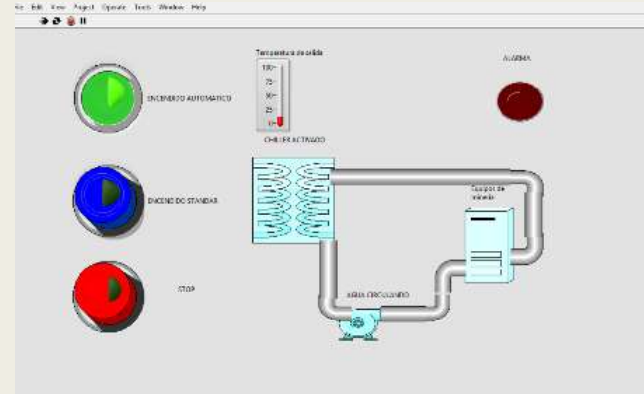 File Edit View Project Operate Tools Window Help
Temperatura de salida
100-
75-
50-
25-
0-
ALARMA
ENCENDIDO AUTOMATICO
CHILLER ACTIVADO
Equipos de
mineria
ENCENDIDO STANDAR
STOP
AGUA CIRCULANDO